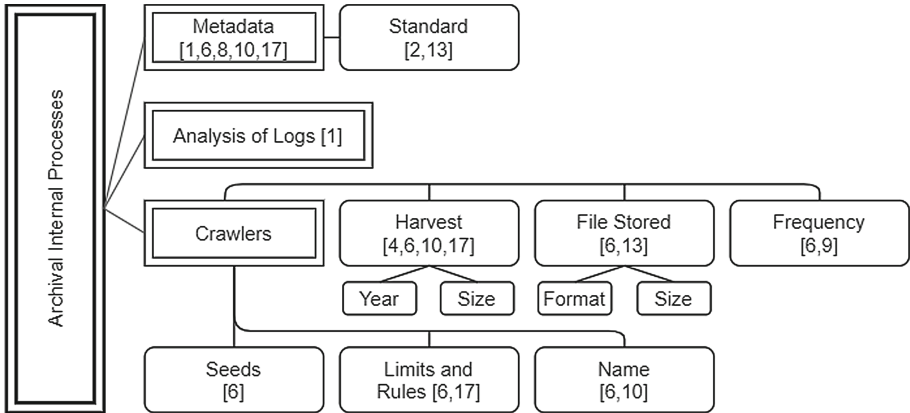 Archival Internal Processes
Metadata
[1,6,8,10,17]
Standard
[2,13]
Analysis of Logs [1]
Crawlers
Harvest
[4,6,10,17]
File Stored
[6,13]
Frequency
[6,9]
Year
Size
Format
Size
Seeds
[6]
Limits and
Rules [6,17]
Name
[6,10]